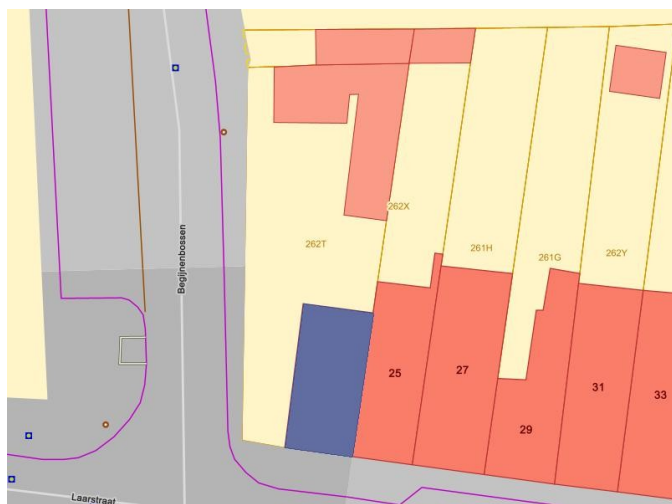 262X
262T
261H
261G
262Y
Begijnenbossen
25
27
29
31
33
Laarstraat